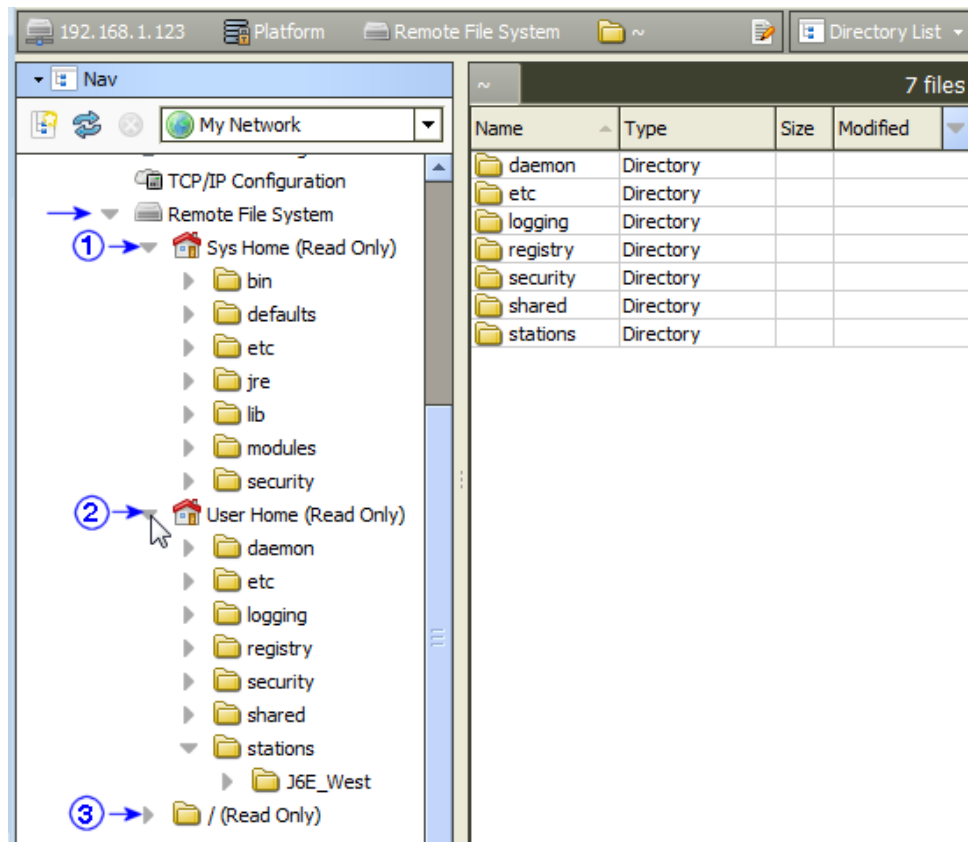 192.168.1.123 Platform Remote File System ~ Directory List
Nav
My Network
TCP/IP Configuration
Remote File System
1 Sys Home (Read Only)
bin
defaults
etc
jre
lib
modules
security
2 User Home (Read Only)
daemon
etc
logging
registry
security
shared
stations
J6E_West
3 / (Read Only)
~ 7 files
Name Type Size Modified
daemon Directory
etc Directory
logging Directory
registry Directory
security Directory
shared Directory
stations Directory